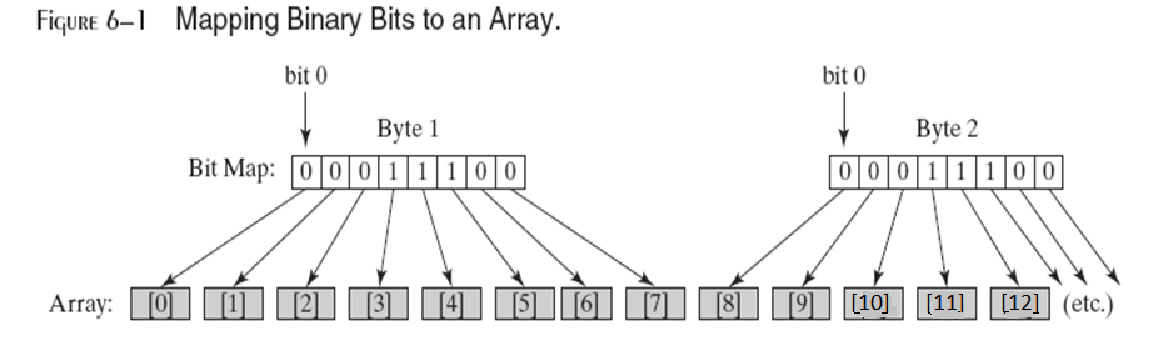 FIGURE 6–1 Mapping Binary Bits to an Array.
bit 0 bit 0
Byte 1 Byte 2
Bit Map: 0 0 0 1 1 1 0 0 0 0 0 1 1 1 0 0
Array: [0] [1] [2] [3] [4] [5] [6] [7] [8] [9] [10] [11] [12] (etc.)